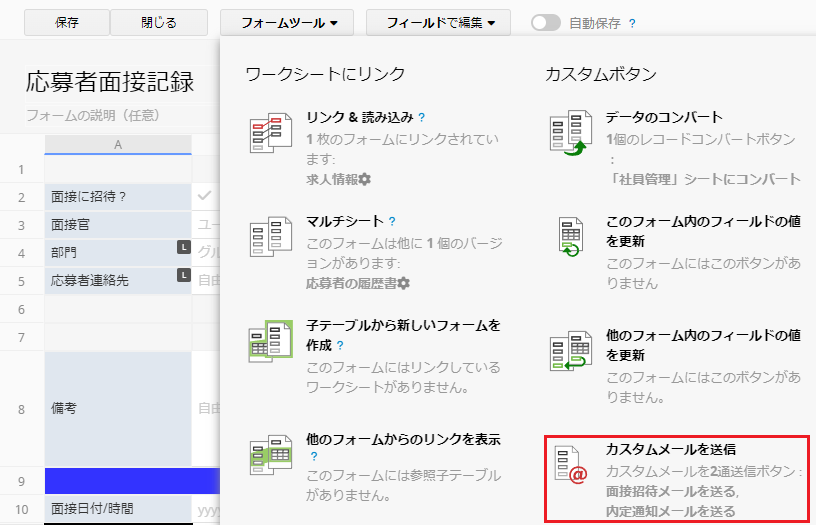 保存 閉じる フォームツール フィールドで編集 自動保存 ?
応募者面接記録
フォームの説明（任意）
A
1
2 面接に招待？
3 面接官 ユー
4 部門 L グル
5 応募者連絡先 L 自由
6
7
8 備考 自由
9
10 面接日付/時間 yyyy
ワークシートにリンク
リンク & 読み込み ?
1 枚のフォームにリンクされてい
ます:
求人情報
マルチシート ?
このフォームは他に 1 個のバージ
ョンがあります:
応募者の履歴書
子テーブルから新しいフォームを
作成 ?
このフォームにはリンクしている
ワークシートがありません。
他のフォームからのリンクを表示
?
このフォームには参照子テーブル
がありません。
カスタムボタン
データのコンバート
1個のレコードコンバートボタン
:
「社員管理」シートにコンバート
このフォーム内のフィールドの値
を更新
このフォームにはこのボタンがあ
りません
他のフォーム内のフィールドの値
を更新
このフォームにはこのボタンがあ
りません。
@
カスタムメールを送信
カスタムメールを2通送信ボタン :
面接招待メールを送る,
内定通知メールを送る